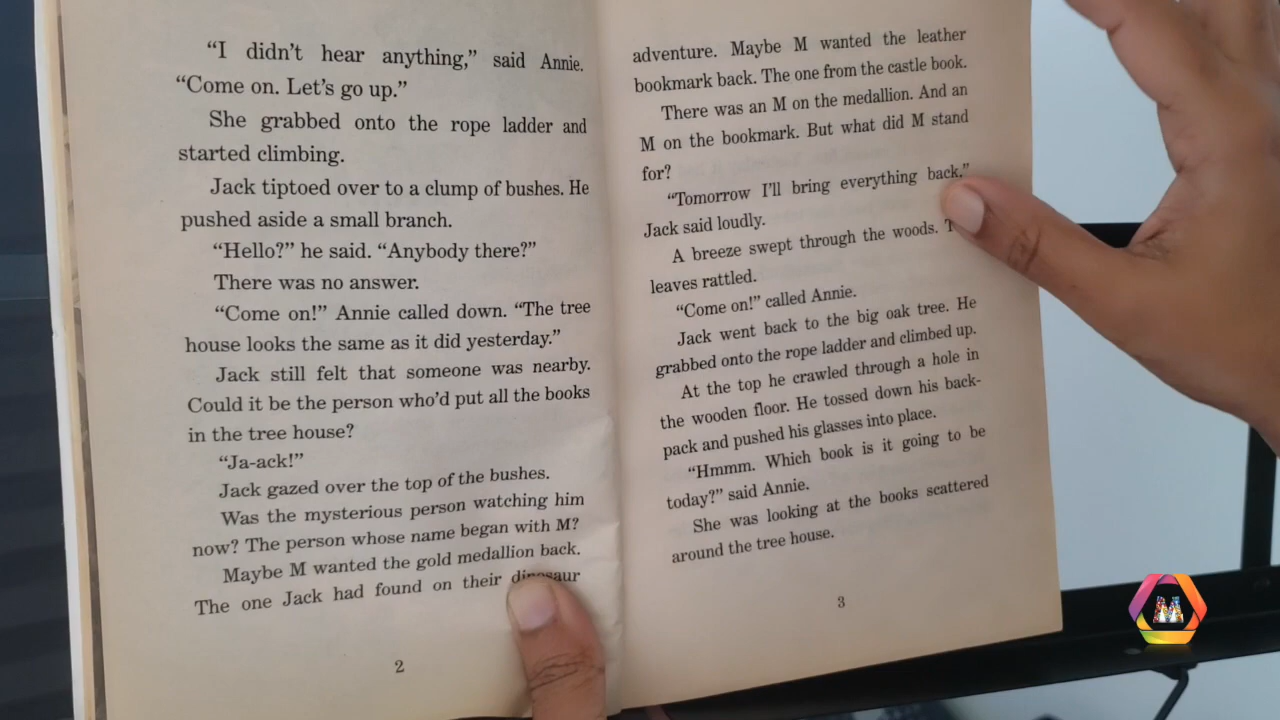 “I didn’t hear anything,” said Annie.
“Come on. Let’s go up.”
She grabbed onto the rope ladder and
started climbing.
Jack tiptoed over to a clump of bushes. He
pushed aside a small branch.
“Hello?” he said. “Anybody there?”
There was no answer.
“Come on!” Annie called down. “The tree
house looks the same as it did yesterday.”
Jack still felt that someone was nearby.
Could it be the person who’d put all the books
in the tree house?
“Ja-ack!”
Jack gazed over the top of the bushes.
Was the mysterious person watching him
now? The person whose name began with M?
Maybe M wanted the gold medallion back.
The one Jack had found on their dinosaur
2
adventure. Maybe M wanted the leather
bookmark back. The one from the castle book.
There was an M on the medallion. And an
M on the bookmark. But what did M stand
for?
“Tomorrow I’ll bring everything back,”
Jack said loudly.
A breeze swept through the woods.
leaves rattled.
“Come on!” called Annie.
Jack went back to the big oak tree. He
grabbed onto the rope ladder and climbed up.
At the top he crawled through a hole in
the wooden floor. He tossed down his back-
pack and pushed his glasses into place.
“Hmmm. Which book is it going to be
today?” said Annie.
She was looking at the books scattered
around the tree house.
3
M